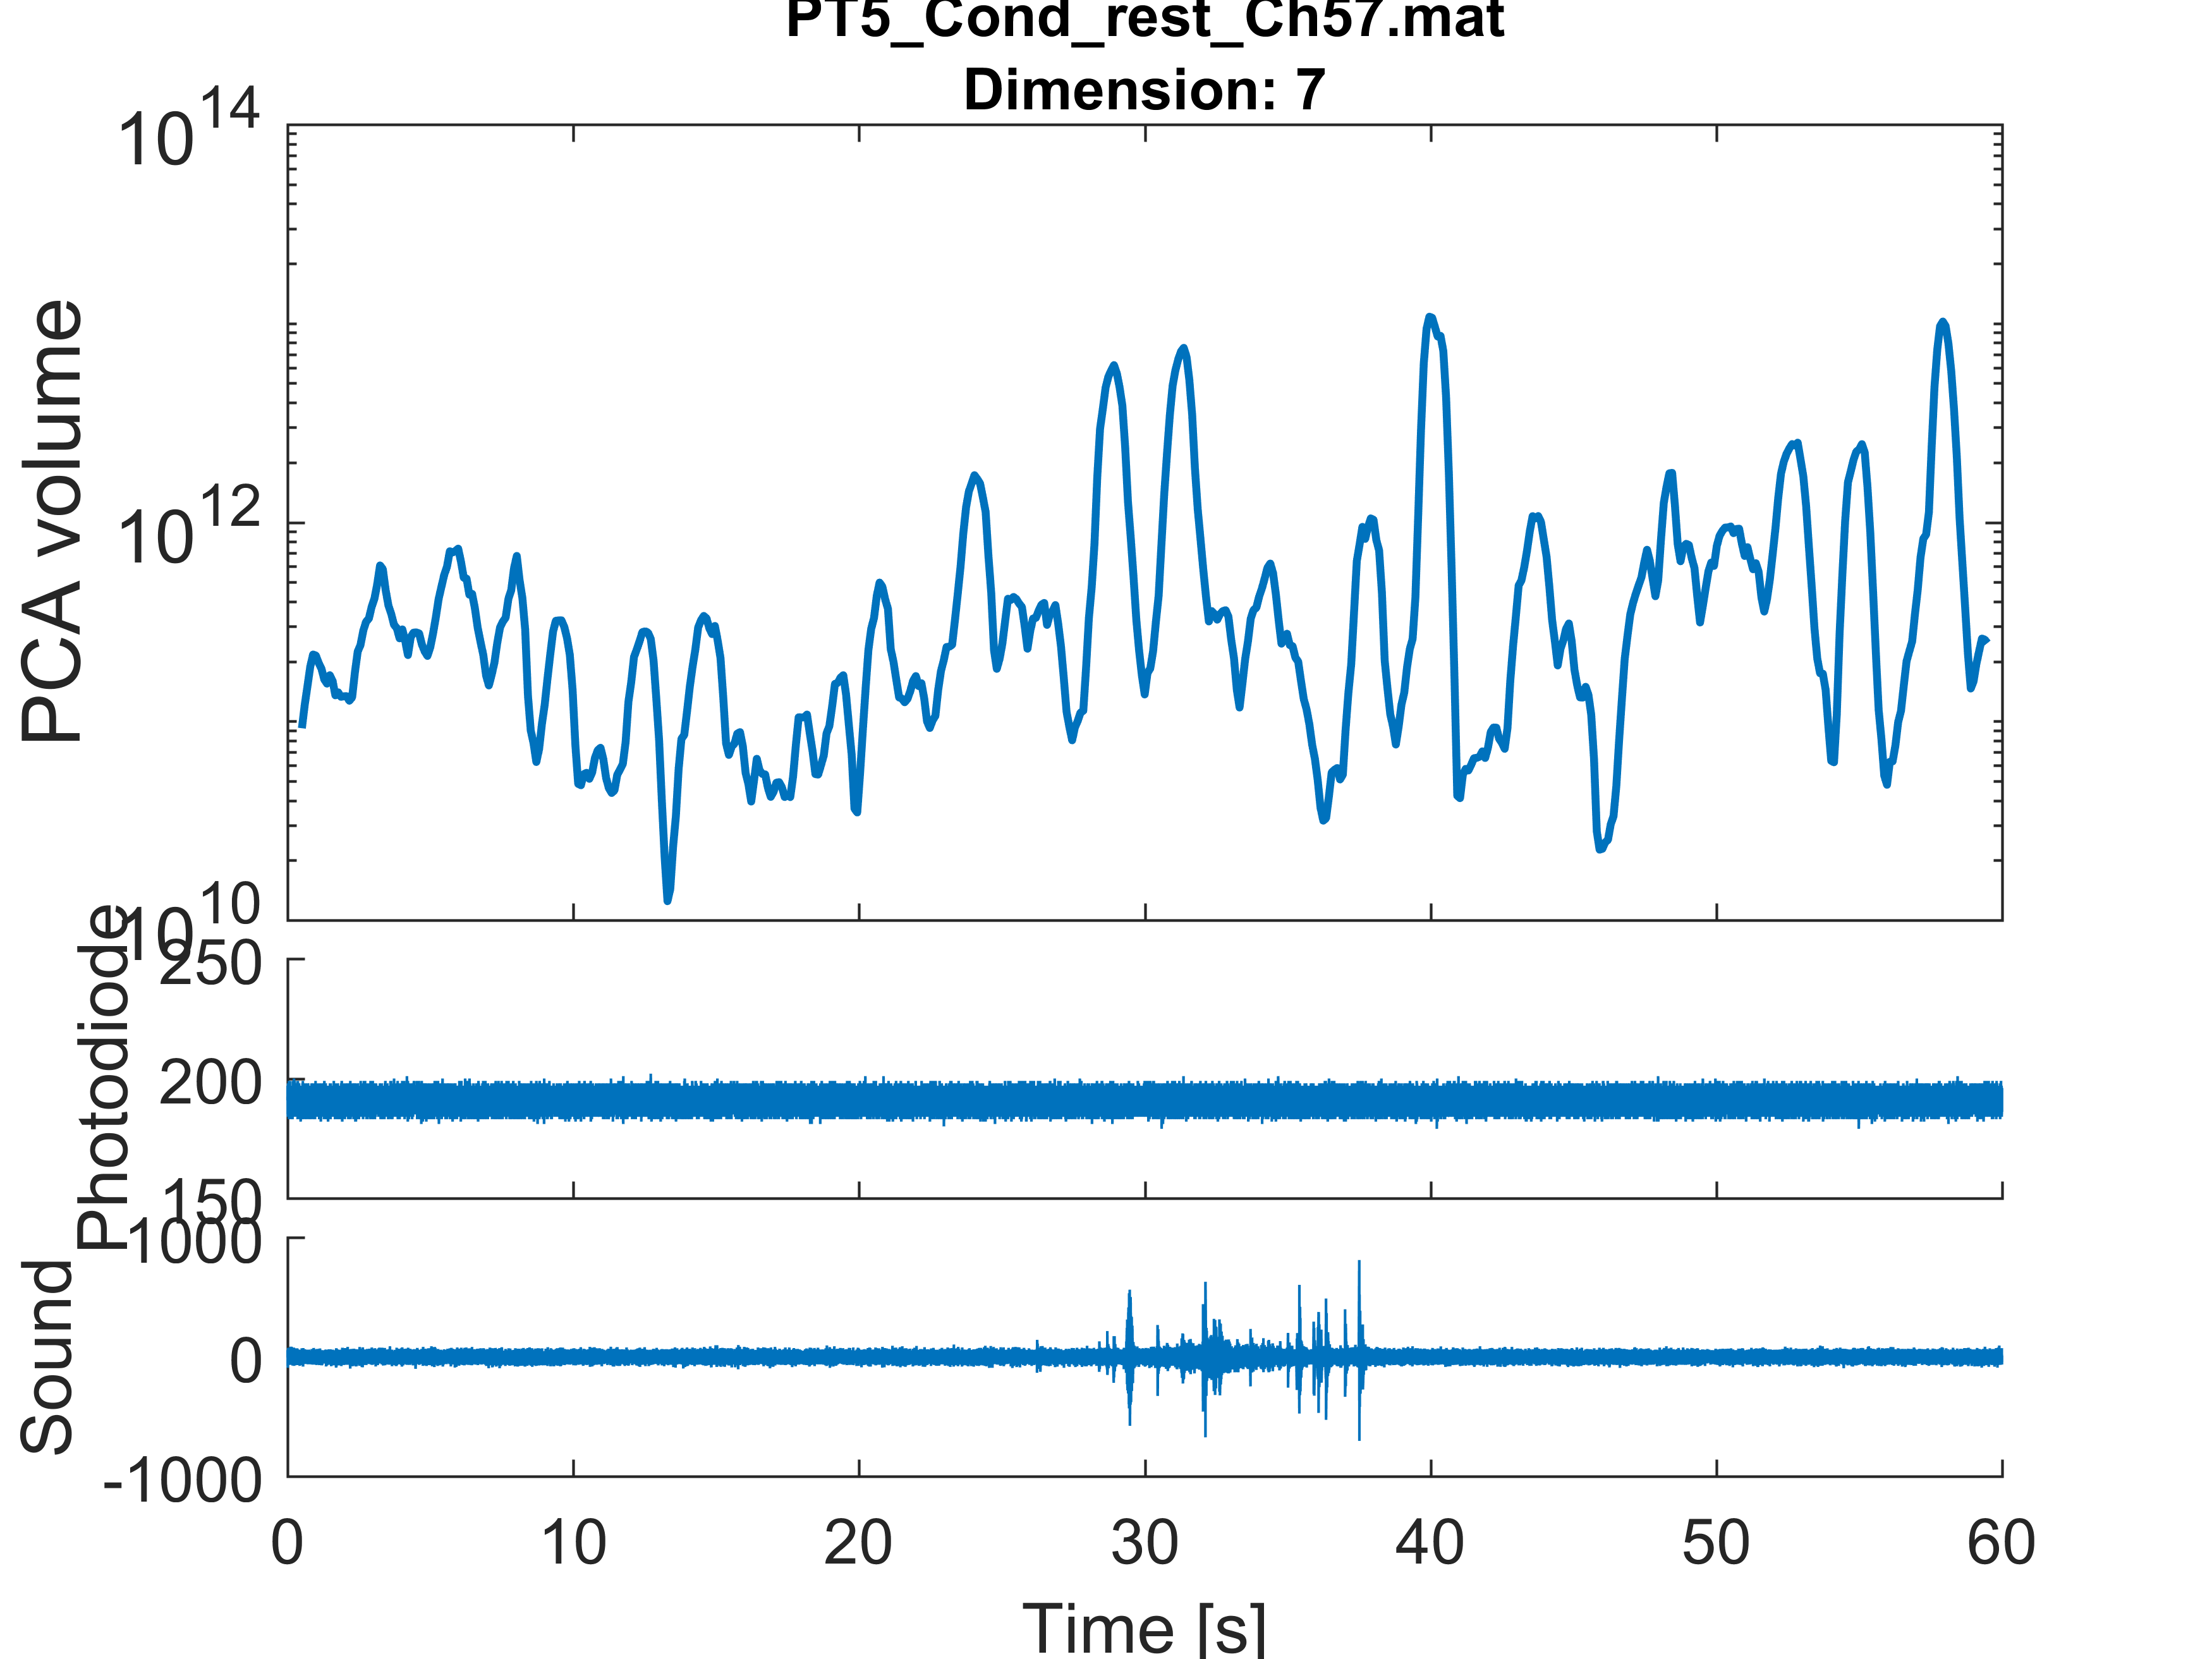 PT5_Cond_rest_Ch57.mat
Dimension: 7
PCA volume
10^14
10^12
10^10
Photodiode
250
200
150
Sound
1000
0
-1000
0 10 20 30 40 50 60
Time [s]